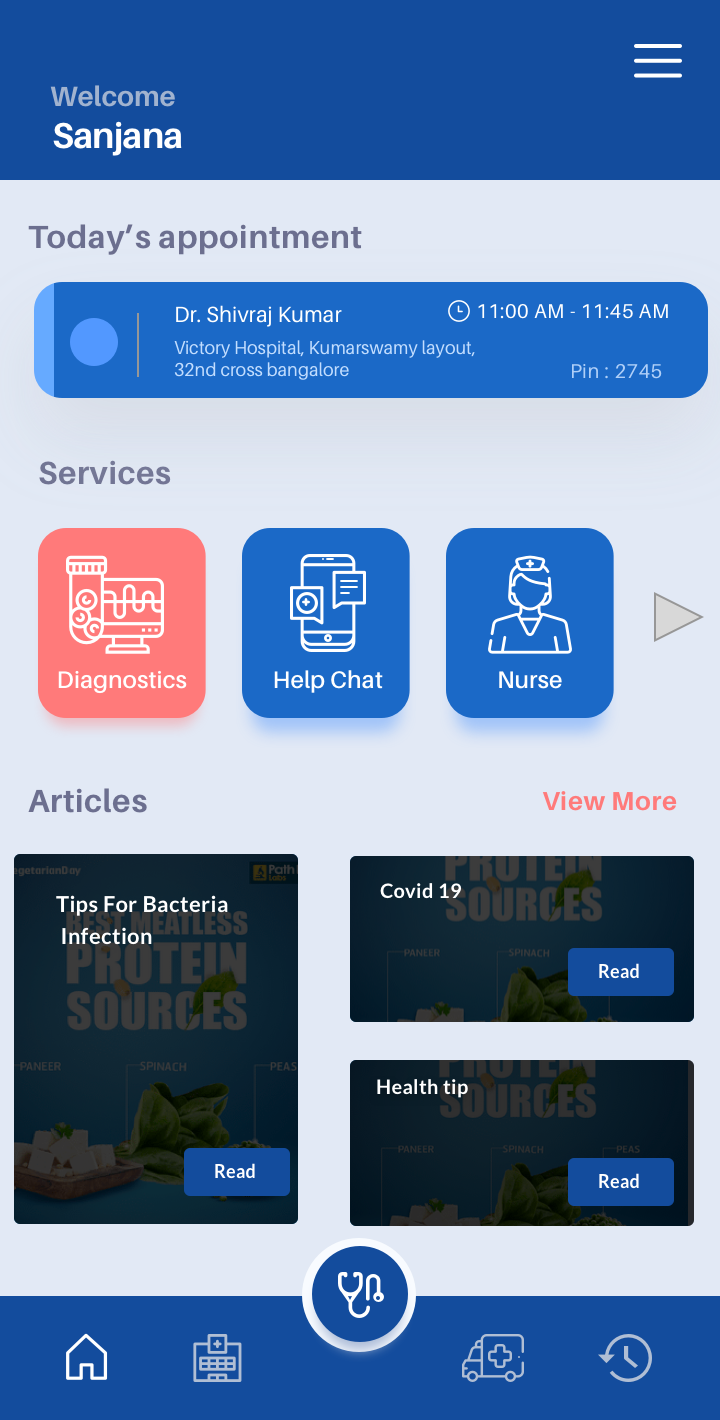 Welcome
Sanjana
Today’s appointment
Dr. Shivraj Kumar
11:00 AM - 11:45 AM
Victory Hospital, Kumarswamy layout,
32nd cross bangalore
Pin : 2745
Services
Diagnostics
Help Chat
Nurse
Articles
View More
egetarianDay
Path
Labs
Tips For Bacteria
Infection
BEST MEATLESS
PROTEIN
SOURCES
PANEER
SPINACH
PEAS
Read
PROTEIN
Covid 19
SOURCES
PANEER
SPINACH
Read
PROTEIN
Health tip
SOURCES
PANEER
SPINACH
PEAS
Read